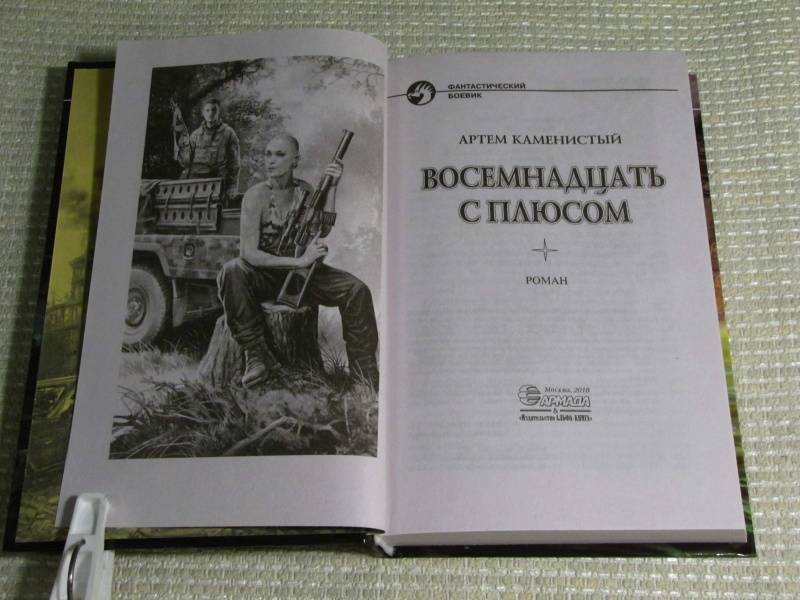 ФАНТАСТИЧЕСКИЙ
БОЕВИК
АРТЕМ КАМЕНИСТЫЙ
ВОСЕМНАДЦАТЬ
С ПЛЮСОМ
РОМАН
Москва, 2018
АРМАДА
&
«Издательство АЛЬФА-КНИГА»